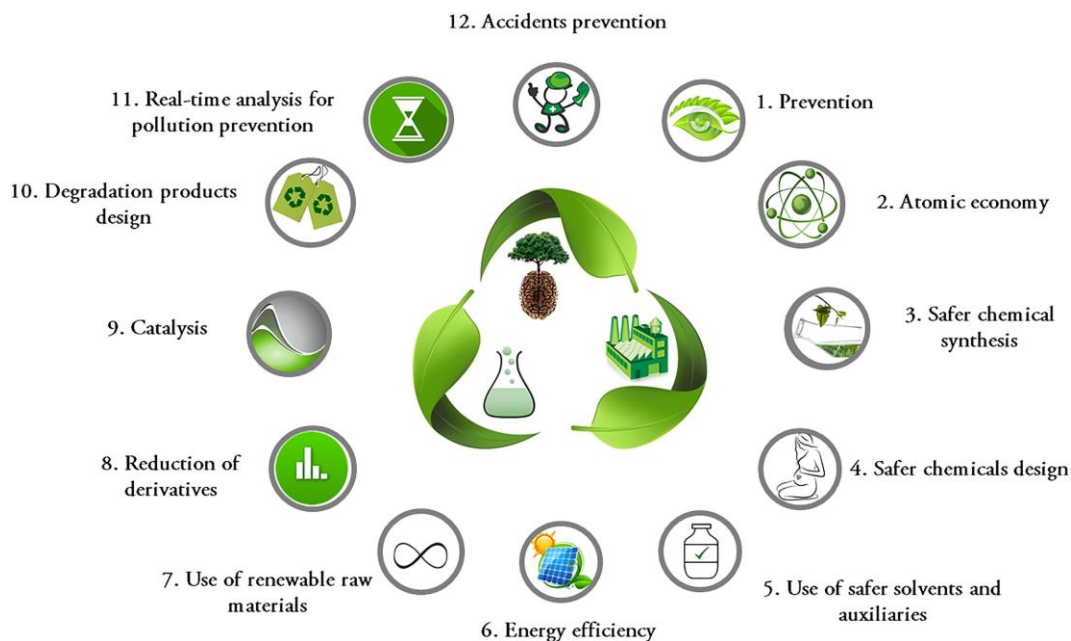 12. Accidents prevention
1. Prevention
2. Atomic economy
3. Safer chemical
synthesis
4. Safer chemicals design
5. Use of safer solvents and
auxiliaries
6. Energy efficiency
7. Use of renewable raw
materials
8. Reduction of
derivatives
9. Catalysis
10. Degradation products
design
11. Real-time analysis for
pollution prevention